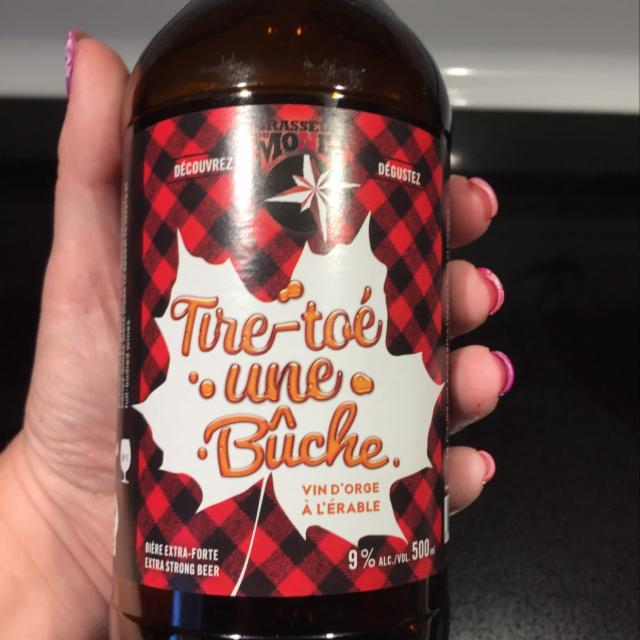 DÉCOUVREZ
DÉGUSTEZ
Tire-toé
une
Bûche.
VIN D'ORGE
À L'ÉRABLE
BIÈRE EXTRA-FORTE
EXTRA STRONG BEER
9% ALC./VOL. 500 ml